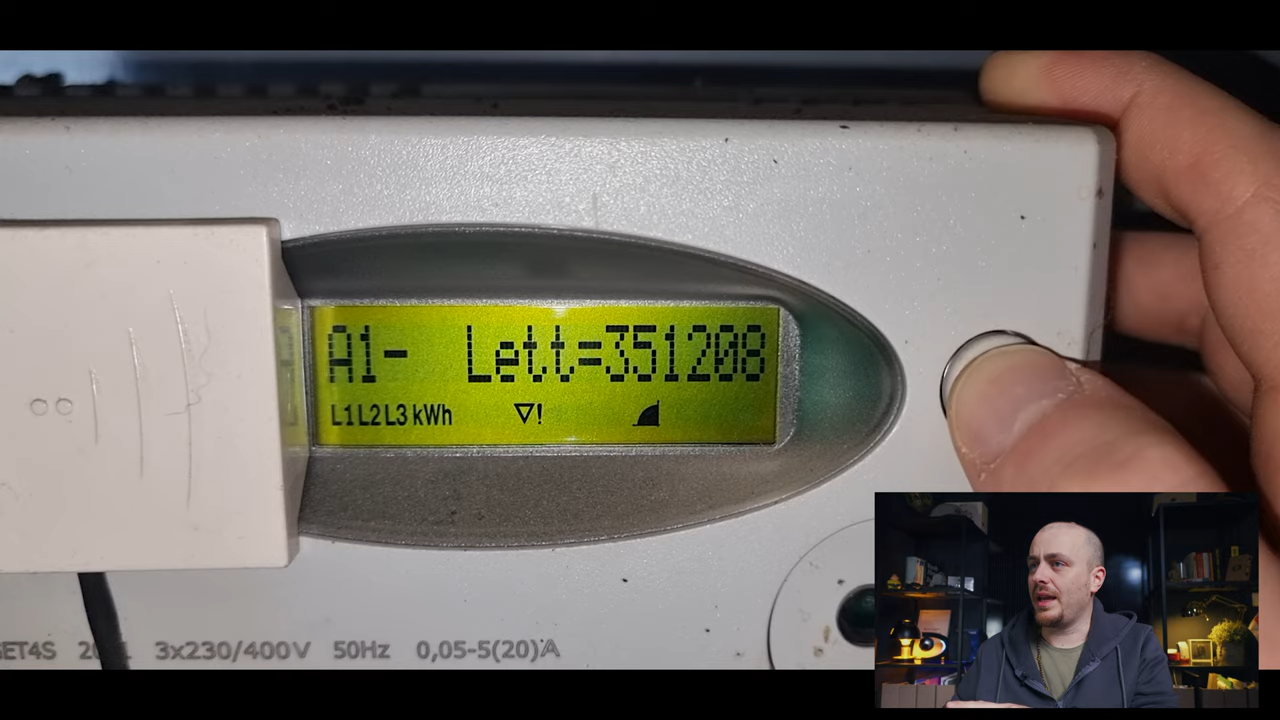 A1- Lett=351208
L1L2L3 kWh ▽!
3x230/400V 50Hz 0,05-5(20)A